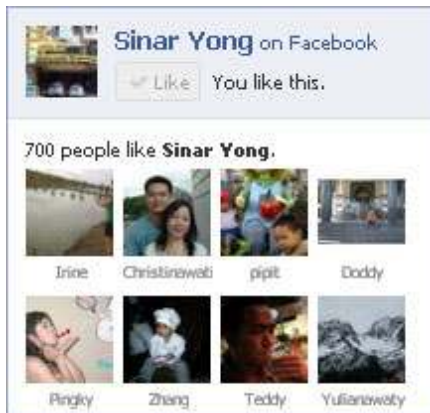 Sinar Yong on Facebook
Like You like this.
700 people like Sinar Yong.
Irine Christinawati pipit Doddy
Pingky Zhang Teddy Yulianawaty